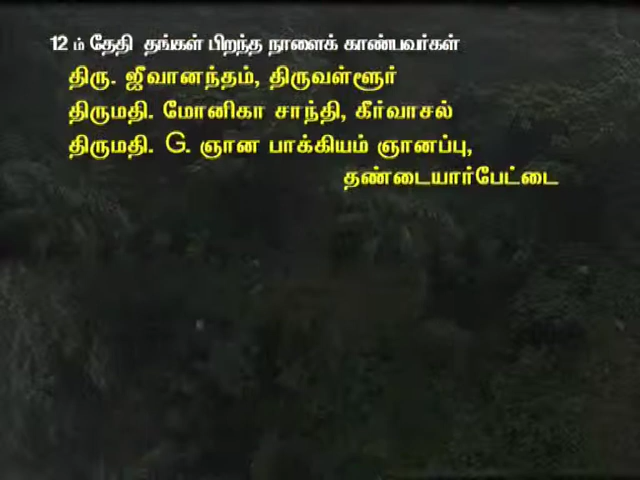 12 ம் தேதி தங்கள் பிறந்த நாளைக் காண்பவர்கள்
திரு. ஜீவானந்தம், திருவள்ளூர்
திருமதி. மோனிகா சாந்தி, கீர்வாசல்
திருமதி. G. ஞான பாக்கியம் ஞானப்பு,
தண்டையார்பேட்டை